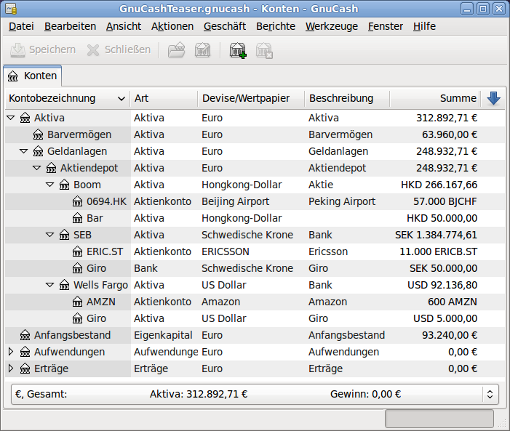 GnuCashTeaser.gnucash - Konten - GnuCash
Datei Bearbeiten Ansicht Aktionen Geschäft Berichte Werkzeuge Fenster Hilfe
Speichern Schließen
Konten
Kontobezeichnung Art Devise/Wertpapier Beschreibung Summe
Aktiva Aktiva Euro Aktiva 312.892,71 €
Barvermögen Aktiva Euro Barvermögen 63.960,00 €
Geldanlagen Aktiva Euro Geldanlagen 248.932,71 €
Aktiendepot Aktiva Euro Aktiendepot 248.932,71 €
Boom Aktiva Hongkong-Dollar Aktie HKD 266.167,66
0694.HK Aktienkonto Beijing Airport Peking Airport 57.000 BJCHF
Bar Aktiva Hongkong-Dollar HKD 50.000,00
SEB Aktiva Schwedische Krone Bank SEK 1.384.774,61
ERIC.ST Aktienkonto ERICSSON Ericsson 11.000 ERICB.ST
Giro Bank Schwedische Krone Giro SEK 50.000,00
Wells Fargo Aktiva US Dollar Bank USD 92.136,80
AMZN Aktienkonto Amazon Amazon 600 AMZN
Giro Aktiva US Dollar Giro USD 5.000,00
Anfangsbestand Eigenkapital Euro Anfangsbestand 93.240,00 €
Aufwendungen Aufwendunge Euro Aufwendungen 0,00 €
Erträge Erträge Euro Erträge 0,00 €
€, Gesamt: Aktiva: 312.892,71 € Gewinn: 0,00 €